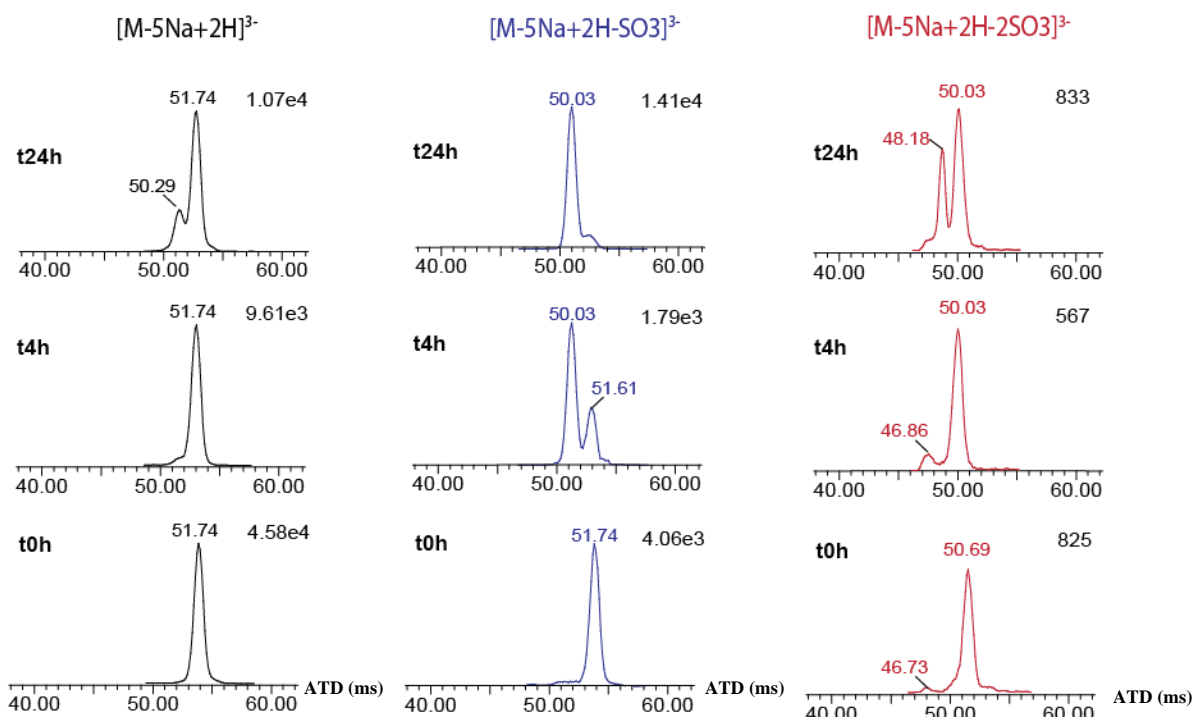 [M-5Na+2H]³⁻
[M-5Na+2H-SO3]³⁻
[M-5Na+2H-2SO3]³⁻
t24h
50.29
51.74
1.07e4
40.00 50.00 60.00
t24h
50.03
1.41e4
40.00 50.00 60.00
t24h
48.18
50.03
833
40.00 50.00 60.00
t4h
51.74
9.61e3
40.00 50.00 60.00
t4h
50.03
51.61
1.79e3
40.00 50.00 60.00
t4h
46.86
50.03
567
40.00 50.00 60.00
t0h
51.74
4.58e4
40.00 50.00 60.00
ATD (ms)
t0h
51.74
4.06e3
40.00 50.00 60.00
ATD (ms)
t0h
46.73
50.69
825
40.00 50.00 60.00
ATD (ms)